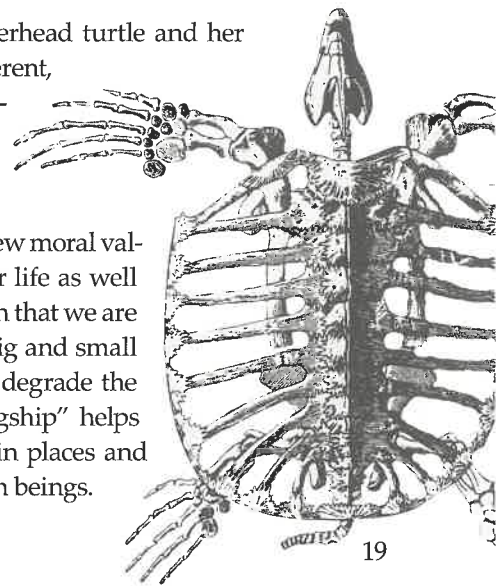 erhead turtle and her
erent,
ew moral val-
r life as well
n that we are
ig and small
degrade the
gship” helps
in places and
n beings.
19